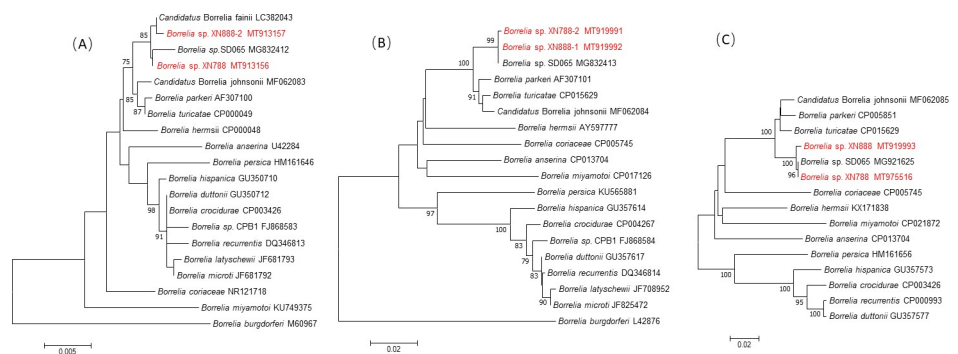 (A)
Candidatus Borrelia fainii LC382043
85
Borrelia sp. XN888-2 MT913157
Borrelia sp.SD065 MG832412
75
Borrelia sp. XN788 MT913156
Candidatus Borrelia johnsonii MF062083
85
Borrelia parkeri AF307100
87
Borrelia turicatae CP000049
Borrelia hermsii CP000048
Borrelia anserina U42284
Borrelia persica HM161646
Borrelia hispanica GU350710
Borrelia duttonii GU350712
98
Borrelia crocidurae CP003426
Borrelia sp. CPB1 FJ868583
91
Borrelia recurrentis DQ346813
Borrelia latyschewii JF681793
Borrelia microti JF681792
Borrelia coriaceae NR121718
Borrelia miyamotoi KU749375
Borrelia burgdorferi M60967
0.005
(B)
Borrelia sp. XN788-2 MT919991
99
Borrelia sp. XN888-1 MT919992
Borrelia sp. SD065 MG832413
100
Borrelia parkeri AF307101
91
Borrelia turicatae CP015629
Candidatus Borrelia johnsonii MF062084
Borrelia hermsii AY597777
Borrelia coriaceae CP005745
Borrelia anserina CP013704
Borrelia miyamotoi CP017126
Borrelia persica KU565881
97
Borrelia hispanica GU357614
100
Borrelia crocidurae CP004267
83
Borrelia sp. CPB1 FJ868584
79
Borrelia duttonii GU357617
83
Borrelia recurrentis DQ346814
Borrelia latyschewii JF708952
90
Borrelia microti JF825472
Borrelia burgdorferi L42876
0.02
(C)
Candidatus Borrelia johnsonii MF062085
Borrelia parkeri CP005851
100
Borrelia turicatae CP015629
100
Borrelia sp. XN888 MT919993
100
Borrelia sp. SD065 MG921625
96
Borrelia sp. XN788 MT975516
Borrelia coriaceae CP005745
Borrelia hermsii KX171838
Borrelia miyamotoi CP021872
Borrelia anserina CP013704
Borrelia persica HM161656
100
Borrelia hispanica GU357573
100
Borrelia crocidurae CP003426
95
Borrelia recurrentis CP000993
100
Borrelia duttonii GU357577
0.02